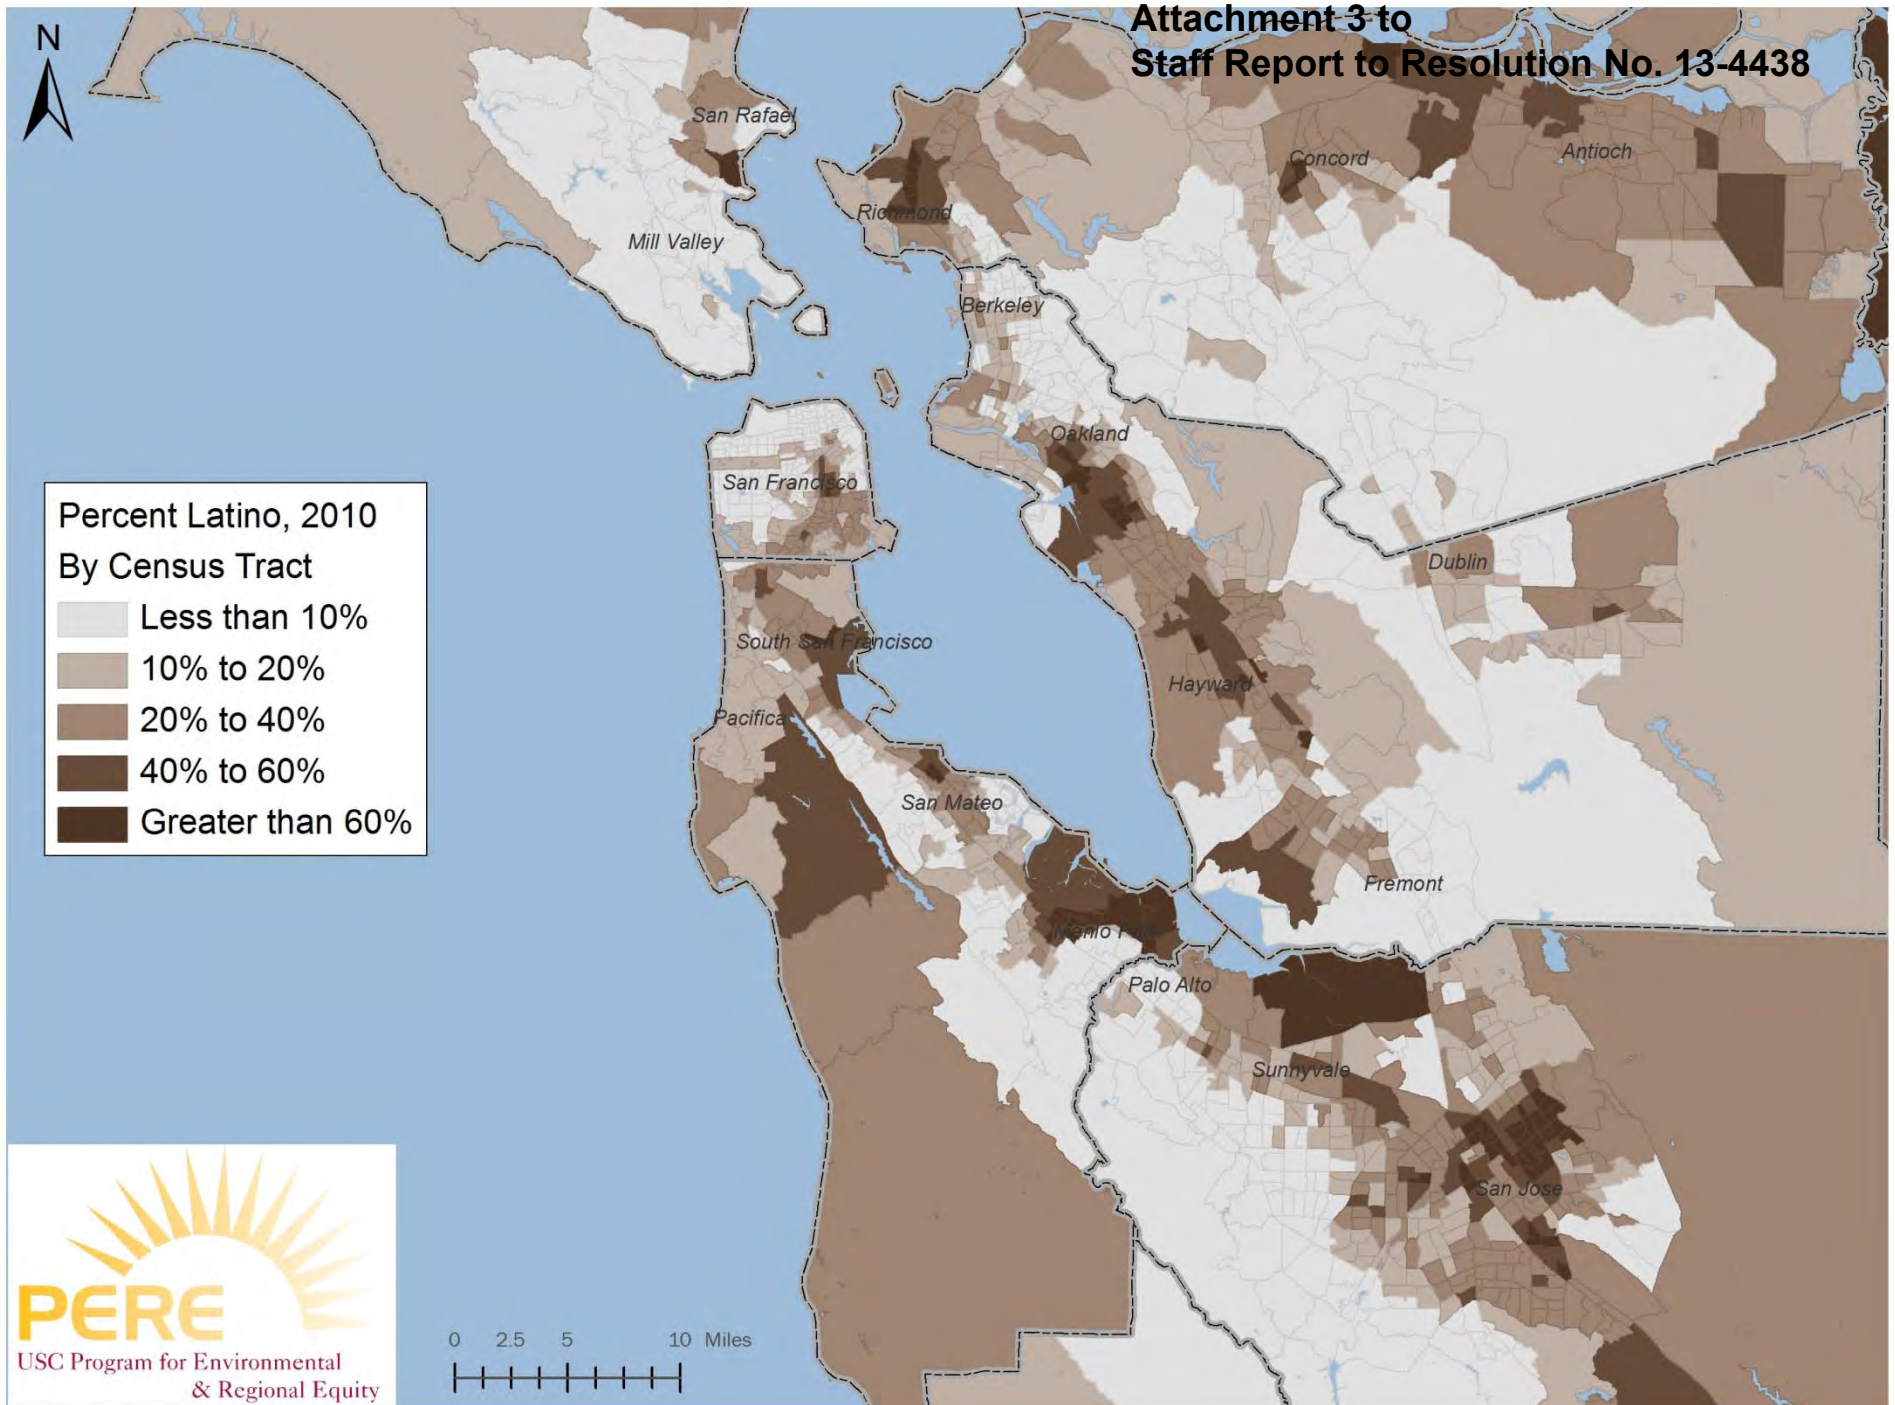 Attachment 3 to
Staff Report to Resolution No. 13-4438
N
San Rafael
Mill Valley
Richmond
Concord
Antioch
Berkeley
Oakland
San Francisco
Dublin
South San Francisco
Hayward
Pacifica
San Mateo
Fremont
Menlo Park
Palo Alto
Sunnyvale
San Jose
Percent Latino, 2010
By Census Tract
Less than 10%
10% to 20%
20% to 40%
40% to 60%
Greater than 60%
PERE
USC Program for Environmental
& Regional Equity
0 2.5 5 10 Miles